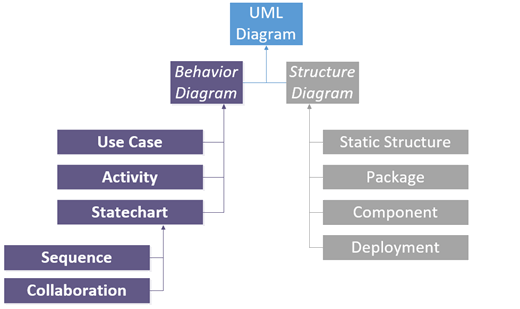 UML
Diagram
Behavior
Diagram
Structure
Diagram
Use Case
Activity
Statechart
Sequence
Collaboration
Static Structure
Package
Component
Deployment